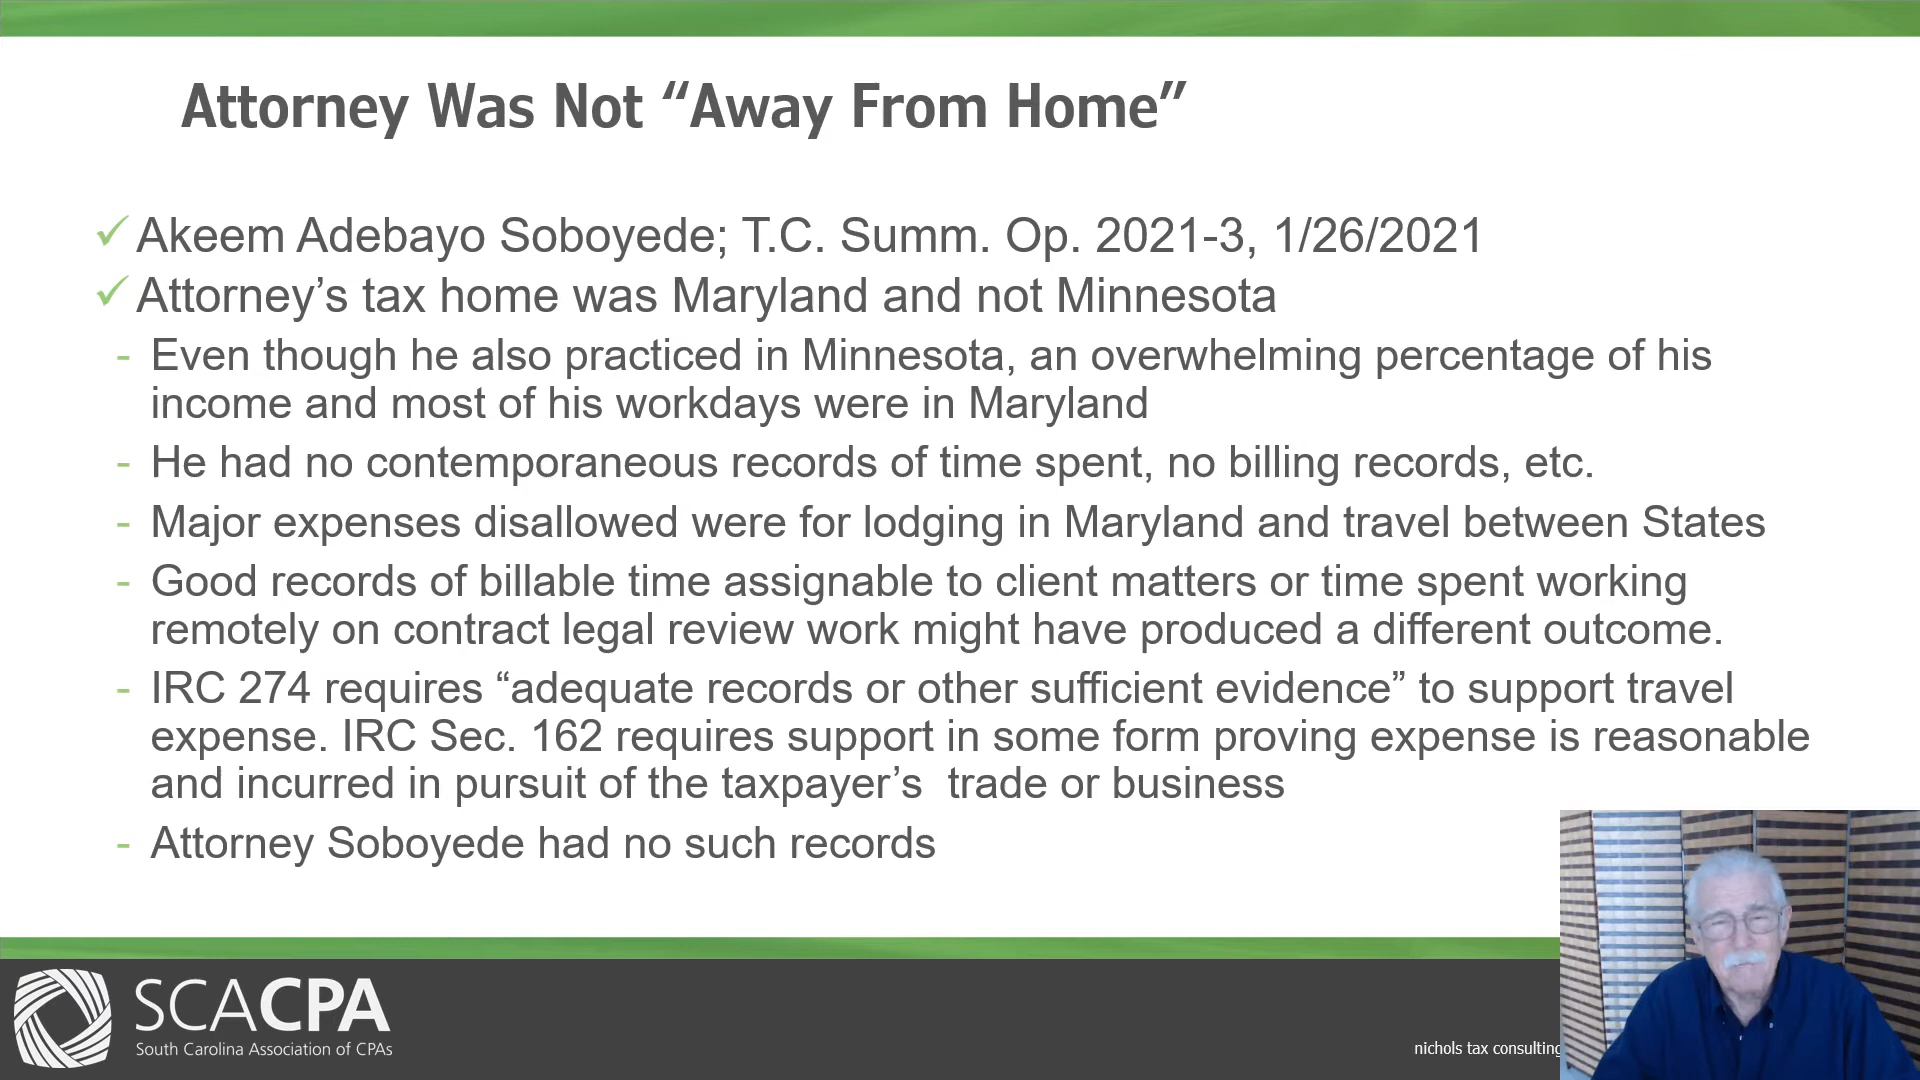 Attorney Was Not “Away From Home”
✓ Akeem Adebayo Soboyede; T.C. Summ. Op. 2021-3, 1/26/2021
✓ Attorney’s tax home was Maryland and not Minnesota
- Even though he also practiced in Minnesota, an overwhelming percentage of his
income and most of his workdays were in Maryland
- He had no contemporaneous records of time spent, no billing records, etc.
- Major expenses disallowed were for lodging in Maryland and travel between States
- Good records of billable time assignable to client matters or time spent working
remotely on contract legal review work might have produced a different outcome.
- IRC 274 requires “adequate records or other sufficient evidence” to support travel
expense. IRC Sec. 162 requires support in some form proving expense is reasonable
and incurred in pursuit of the taxpayer’s  trade or business
- Attorney Soboyede had no such records
SCACPA
South Carolina Association of CPAs
nichols tax consulting